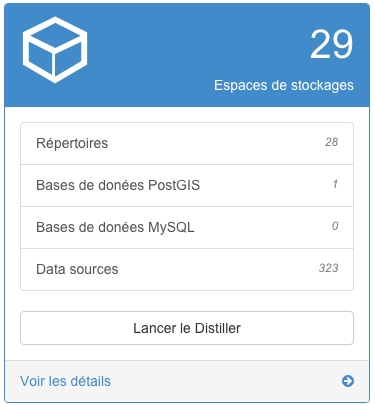 29
Espaces de stockages
Répertoires 28
Bases de donées PostGIS 1
Bases de donées MySQL 0
Data sources 323
Lancer le Distiller
Voir les détails